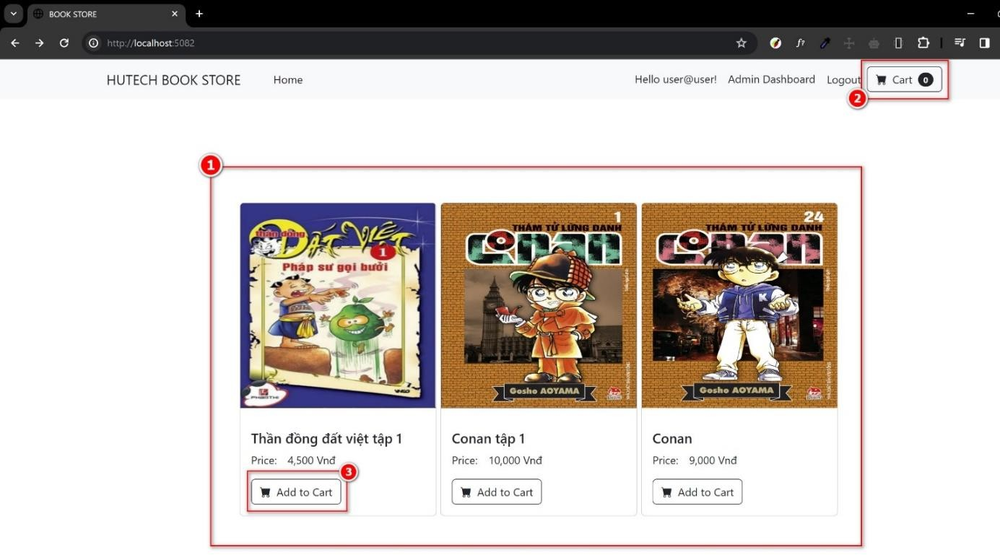 BOOK STORE
http://localhost:5082
f?
HUTECH BOOK STORE Home Hello user@user! Admin Dashboard Logout Cart 0
2
1
thần đồng
ĐẤT VIỆT
1
Pháp sư gọi bưởi
PHANTHI
1
THÁM TỬ LỪNG DANH
CONAN
Gosho AOYAMA
24
THÁM TỬ LỪNG DANH
CONAN
K
Gosho AOYAMA
Thần đồng đất việt tập 1
Price: 4,500 Vnđ
3
Add to Cart
Conan tập 1
Price: 10,000 Vnđ
Add to Cart
Conan
Price: 9,000 Vnđ
Add to Cart